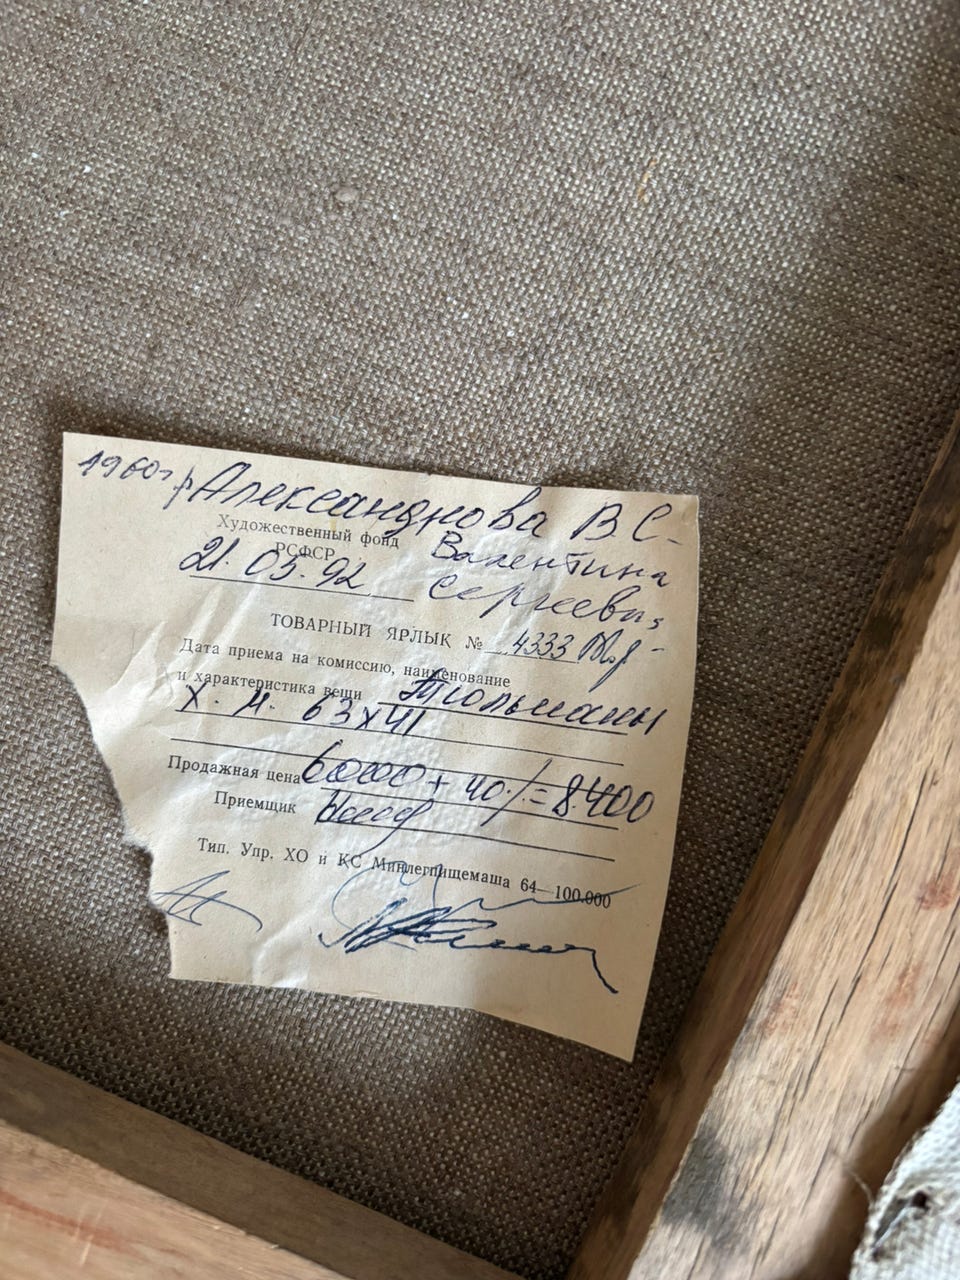 1960 г.р. Александрова В С.
Художественный фонд Валентина
РСФСР
21.05.92 Сергеевна
ТОВАРНЫЙ ЯРЛЫК № 4333
Дата приема на комиссию, наименование
и характеристика вещи Тюльпаны
Х. М. 63х41
Продажная цена 6000 + 40% = 8400
Приемщик
Тип. Упр. ХО и КС Минлегпищемаша 64—100.000